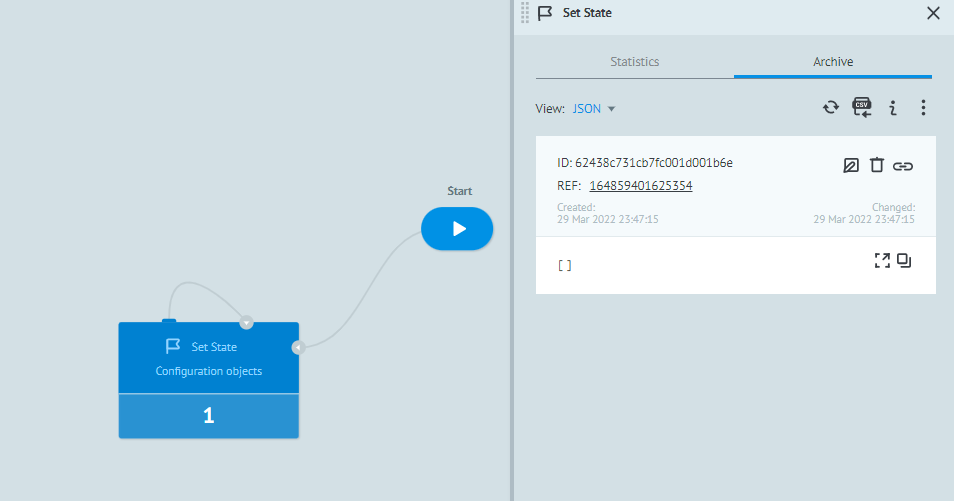 Set State
Statistics
Archive
View: JSON
CSV
ID: 62438c731cb7fc001d001b6e
REF: 164859401625354
Created:
29 Mar 2022 23:47:15
Changed:
29 Mar 2022 23:47:15
[]
Start
Set State
Configuration objects
1